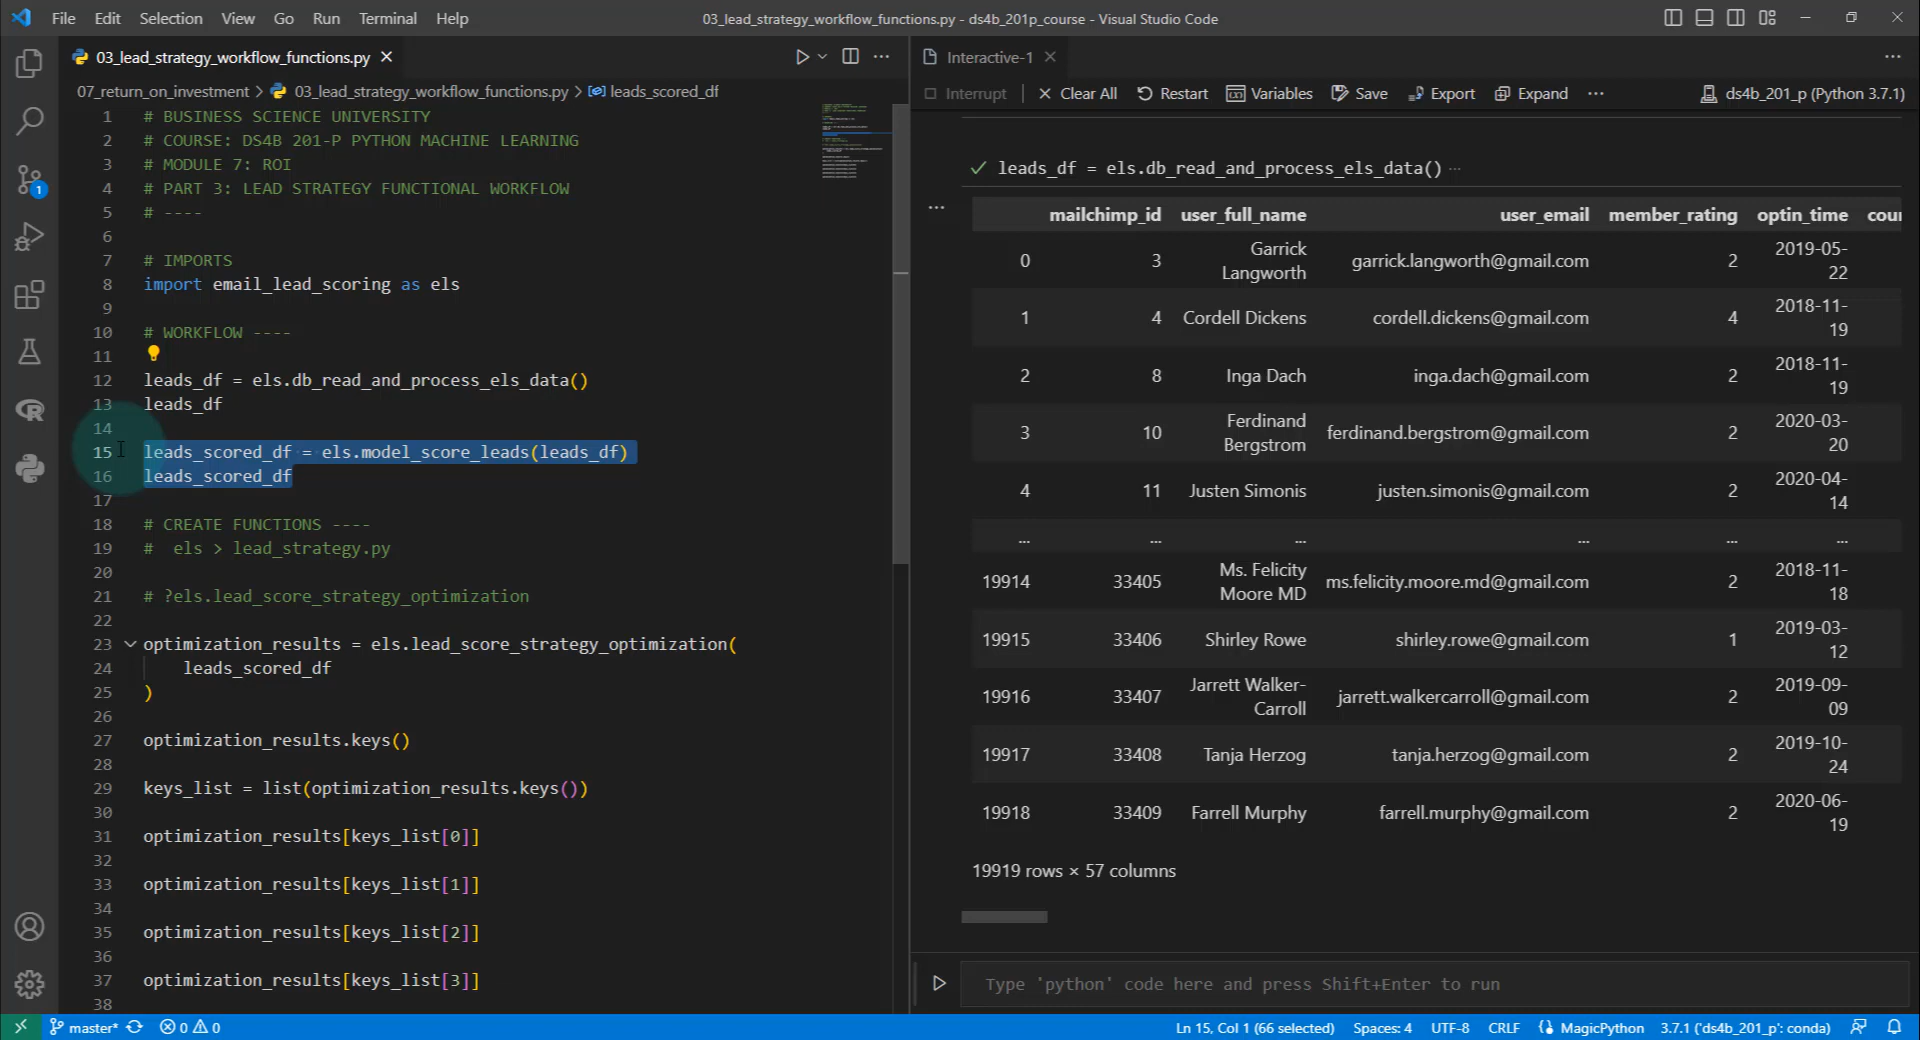 File Edit Selection View Go Run Terminal Help
03_lead_strategy_workflow_functions.py - ds4b_201p_course - Visual Studio Code
03_lead_strategy_workflow_functions.py
07_return_on_investment > 03_lead_strategy_workflow_functions.py > leads_scored_df
1 # BUSINESS SCIENCE UNIVERSITY
2 # COURSE: DS4B 201-P PYTHON MACHINE LEARNING
3 # MODULE 7: ROI
4 # PART 3: LEAD STRATEGY FUNCTIONAL WORKFLOW
5 # ----
6
7 # IMPORTS
8 import email_lead_scoring as els
9
10 # WORKFLOW ----
11
12 leads_df = els.db_read_and_process_els_data()
13 leads_df
14
15 leads_scored_df = els.model_score_leads(leads_df)
16 leads_scored_df
17
18 # CREATE FUNCTIONS ----
19 #  els > lead_strategy.py
20
21 # ?els.lead_score_strategy_optimization
22
23 optimization_results = els.lead_score_strategy_optimization(
24     leads_scored_df
25 )
26
27 optimization_results.keys()
28
29 keys_list = list(optimization_results.keys())
30
31 optimization_results[keys_list[0]]
32
33 optimization_results[keys_list[1]]
34
35 optimization_results[keys_list[2]]
36
37 optimization_results[keys_list[3]]
38
1
Interactive-1
Interrupt | Clear All Restart Variables Save Export Expand ... ds4b_201_p (Python 3.7.1)
leads_df = els.db_read_and_process_els_data() ...
...
mailchimp_id user_full_name user_email member_rating optin_time cour
0 3 Garrick Langworth garrick.langworth@gmail.com 2 2019-05-22
1 4 Cordell Dickens cordell.dickens@gmail.com 4 2018-11-19
2 8 Inga Dach inga.dach@gmail.com 2 2018-11-19
3 10 Ferdinand Bergstrom ferdinand.bergstrom@gmail.com 2 2020-03-20
4 11 Justen Simonis justen.simonis@gmail.com 2 2020-04-14
... ... ... ... ... ...
19914 33405 Ms. Felicity Moore MD ms.felicity.moore.md@gmail.com 2 2018-11-18
19915 33406 Shirley Rowe shirley.rowe@gmail.com 1 2019-03-12
19916 33407 Jarrett Walker-Carroll jarrett.walkercarroll@gmail.com 2 2019-09-09
19917 33408 Tanja Herzog tanja.herzog@gmail.com 2 2019-10-24
19918 33409 Farrell Murphy farrell.murphy@gmail.com 2 2020-06-19
19919 rows × 57 columns
Type 'python' code here and press Shift+Enter to run
master* 0 0 Ln 15, Col 1 (66 selected) Spaces: 4 UTF-8 CRLF MagicPython 3.7.1 ('ds4b_201_p': conda)